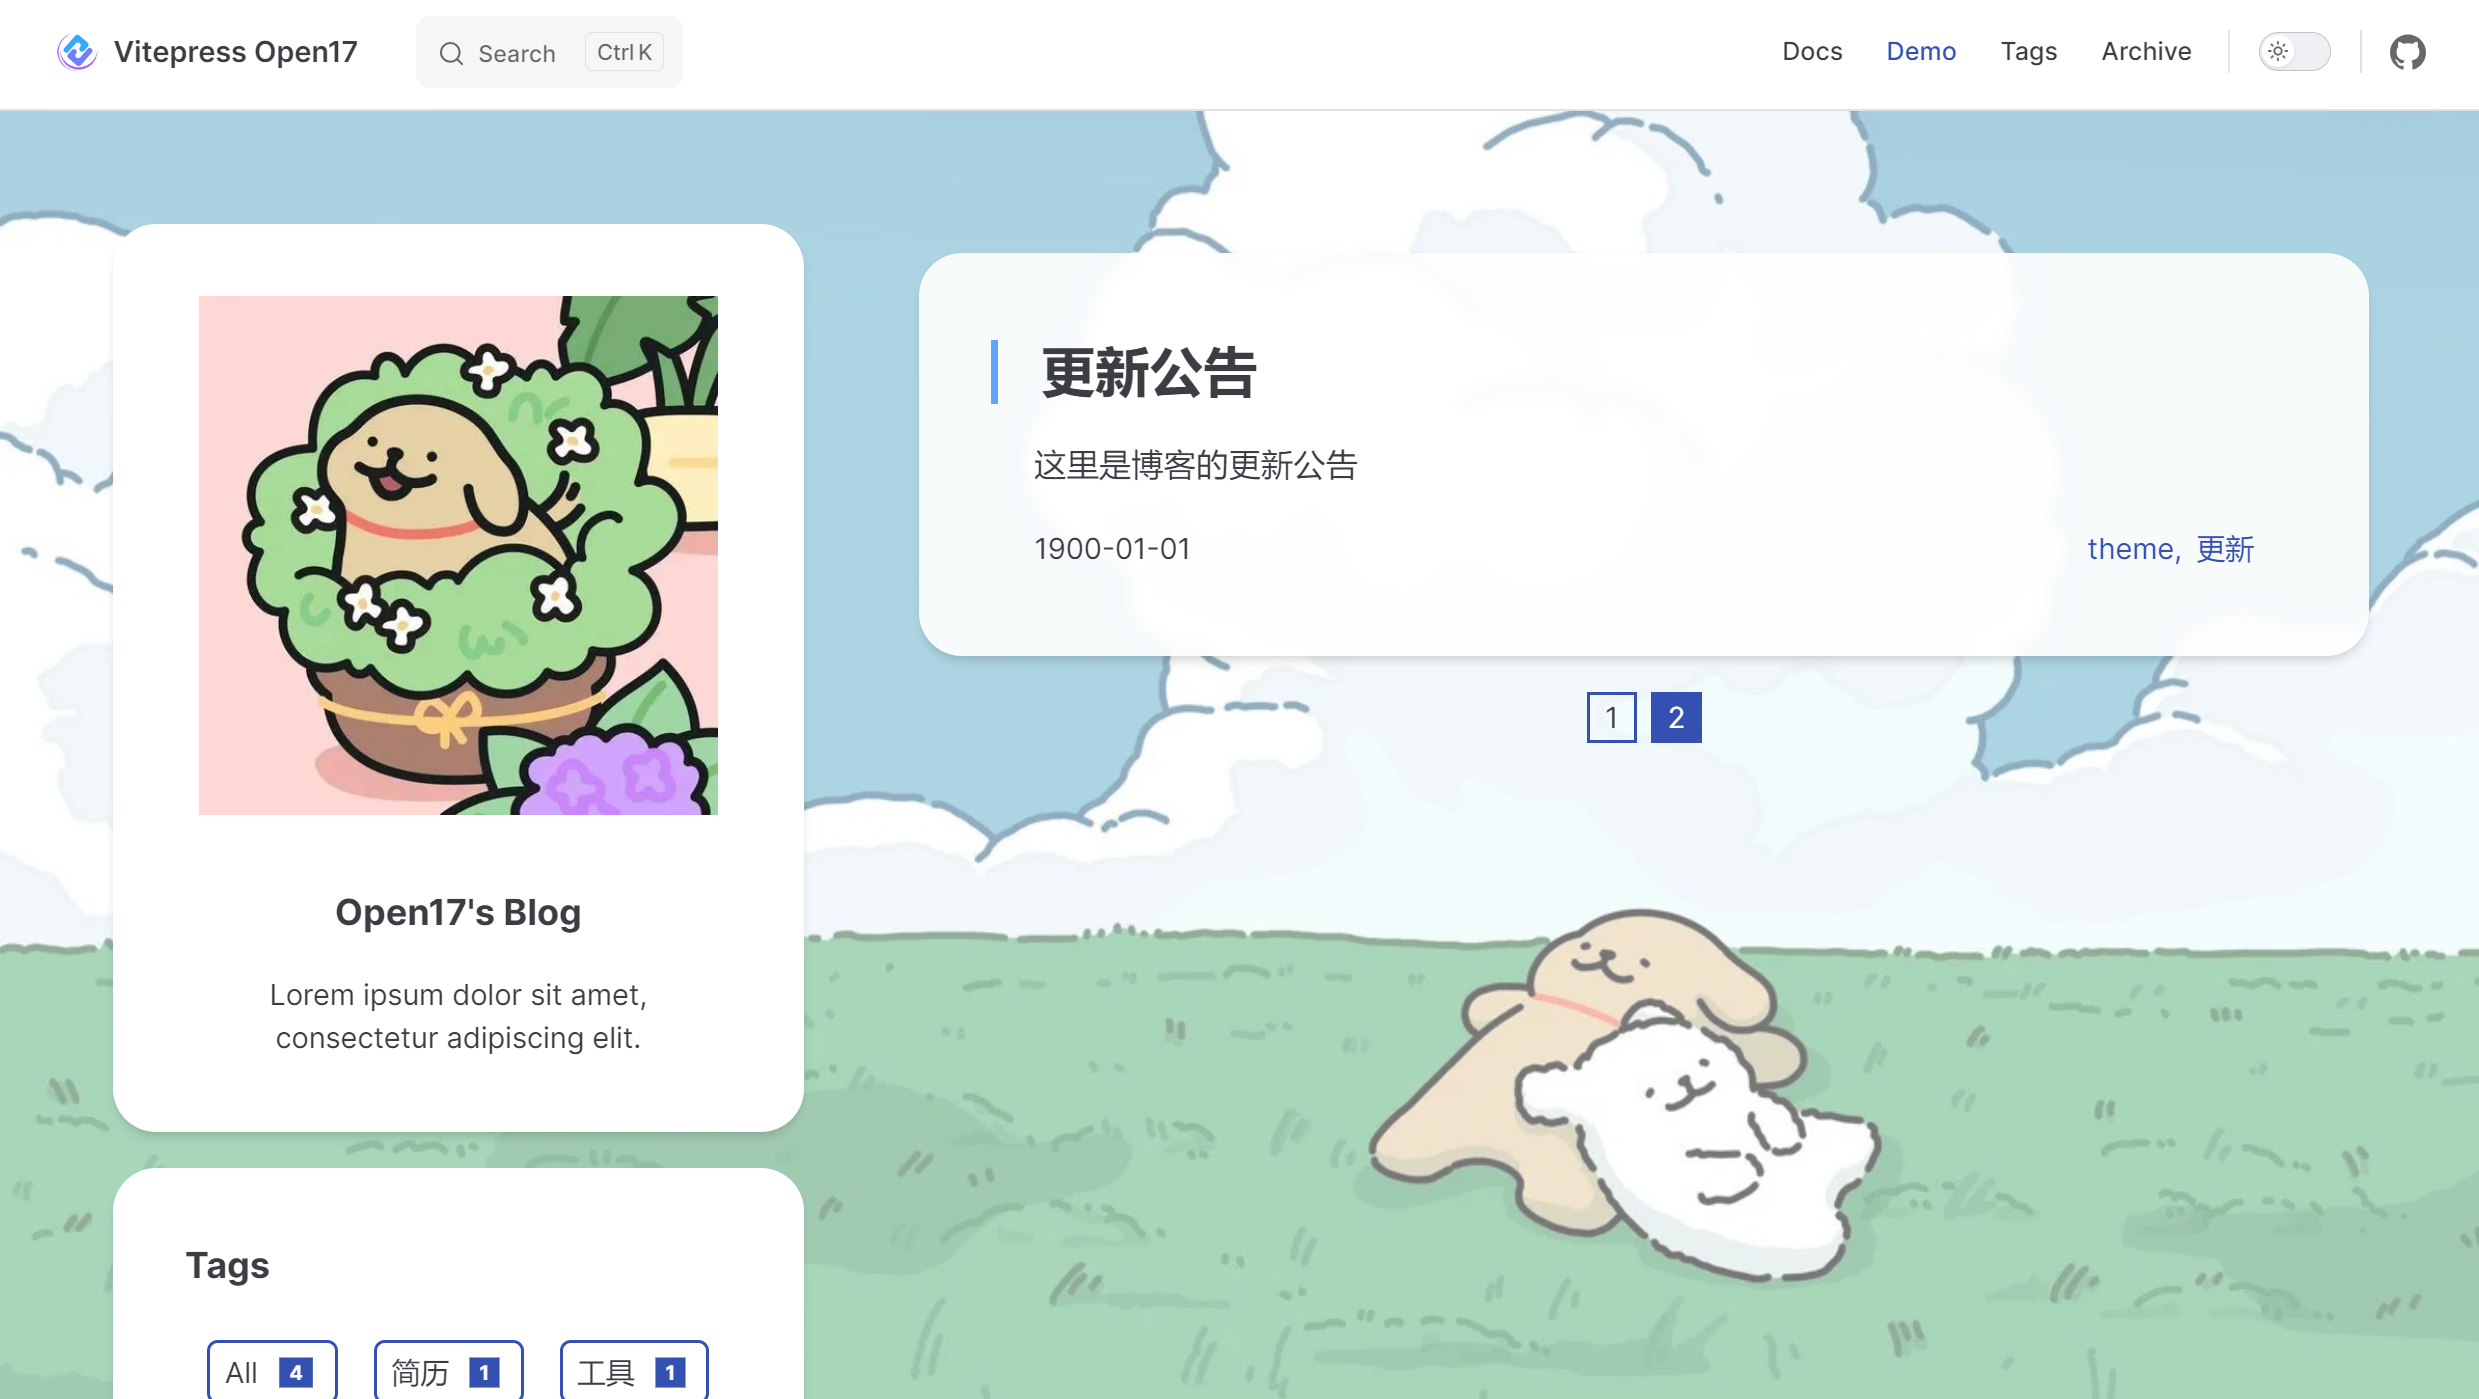 Vitepress Open17
Search Ctrl K
Docs Demo Tags Archive
更新公告
这里是博客的更新公告
1900-01-01
theme, 更新
1 2
Open17's Blog
Lorem ipsum dolor sit amet,
consectetur adipiscing elit.
Tags
All 4 简历 1 工具 1